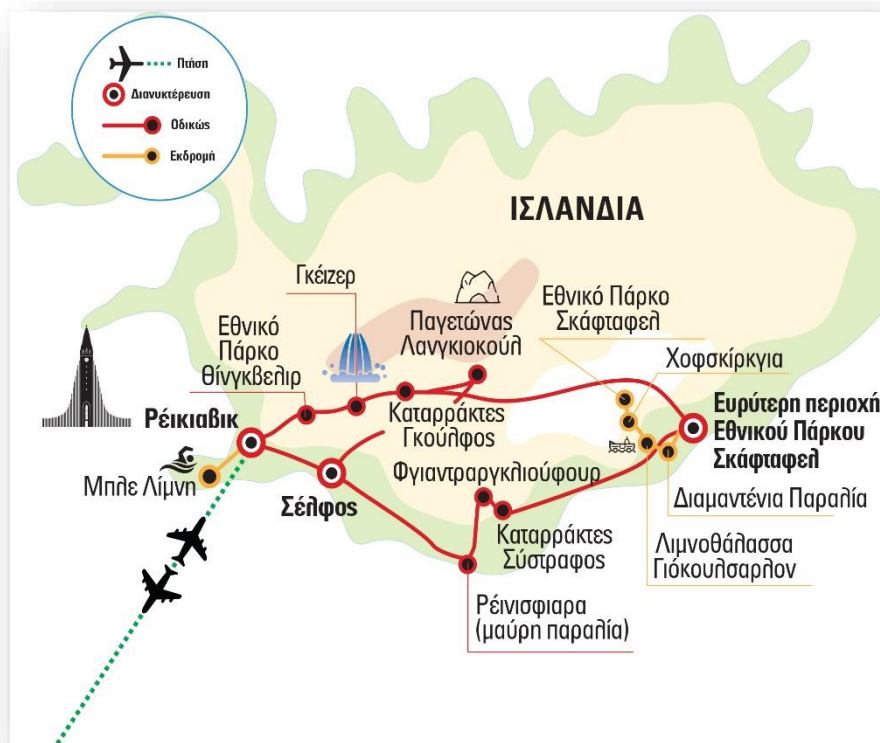 Πτήση
Διανυκτέρευση
Οδικώς
Εκδρομή
ΙΣΛΑΝΔΙΑ
Γκέιζερ
Εθνικό
Πάρκο
Θίνγκβελιρ
Παγετώνας
Λανγκιοκούλ
Εθνικό Πάρκο
Σκάφταφελ
Χοφσκίρκγια
Ρέικιαβικ
Καταρράκτες
Γκούλφος
Ευρύτερη περιοχή
Εθνικού Πάρκου
Σκάφταφελ
Μπλε Λίμνη
Σέλφος
Φγιαντραργκλιούφουρ
Διαμαντένια Παραλία
Καταρράκτες
Σύστραφος
Λιμνοθάλασσα
Γιόκουλσαρλον
Ρέινισφιαρα
(μαύρη παραλία)